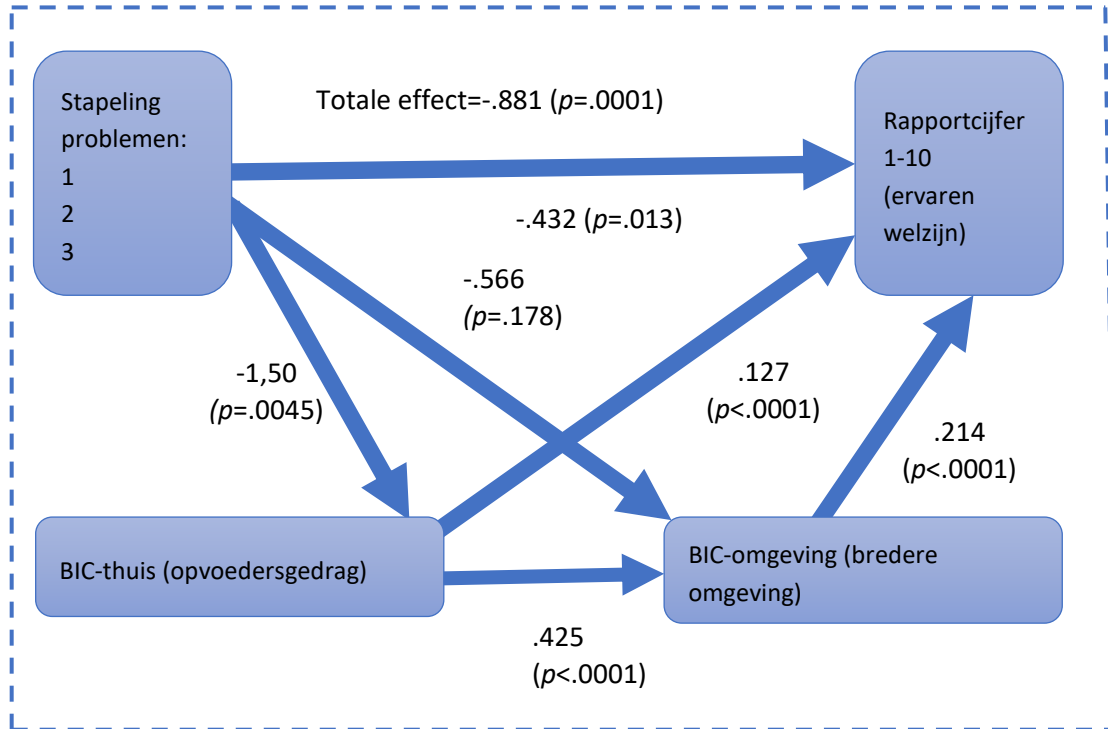 Stapeling
problemen:
1
2
3
Totale effect=-.881 (p=.0001)
-.432 (p=.013)
Rapportcijfer
1-10
(ervaren
welzijn)
-.566
(p=.178)
-1,50
(p=.0045)
.127
(p<.0001)
.214
(p<.0001)
BIC-thuis (opvoedersgedrag)
BIC-omgeving (bredere
omgeving)
.425
(p<.0001)